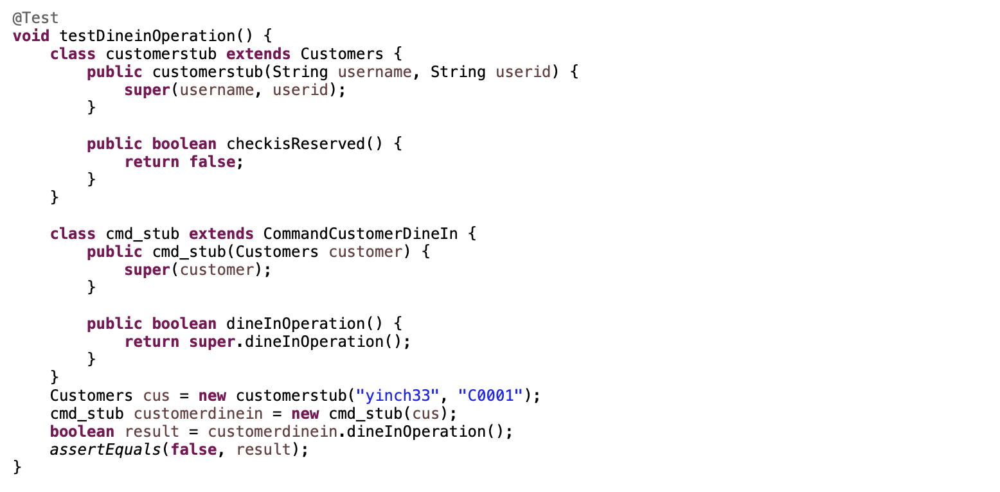 @Test
void testDineinOperation() {
    class customerstub extends Customers {
        public customerstub(String username, String userid) {
            super(username, userid);
        }

        public boolean checkisReserved() {
            return false;
        }
    }

    class cmd_stub extends CommandCustomerDineIn {
        public cmd_stub(Customers customer) {
            super(customer);
        }

        public boolean dineInOperation() {
            return super.dineInOperation();
        }
    }
    Customers cus = new customerstub("yinch33", "C0001");
    cmd_stub customerdinein = new cmd_stub(cus);
    boolean result = customerdinein.dineInOperation();
    assertEquals(false, result);
}